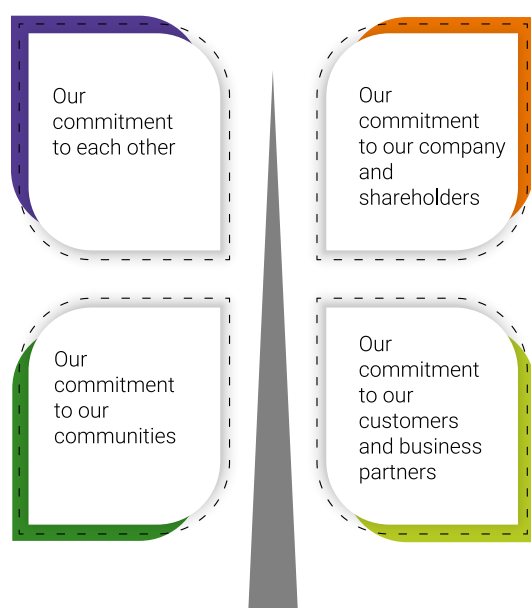 Our
commitment
to each other
Our
commitment
to our company
and
shareholders
Our
commitment
to our
communities
Our
commitment
to our
customers
and business
partners